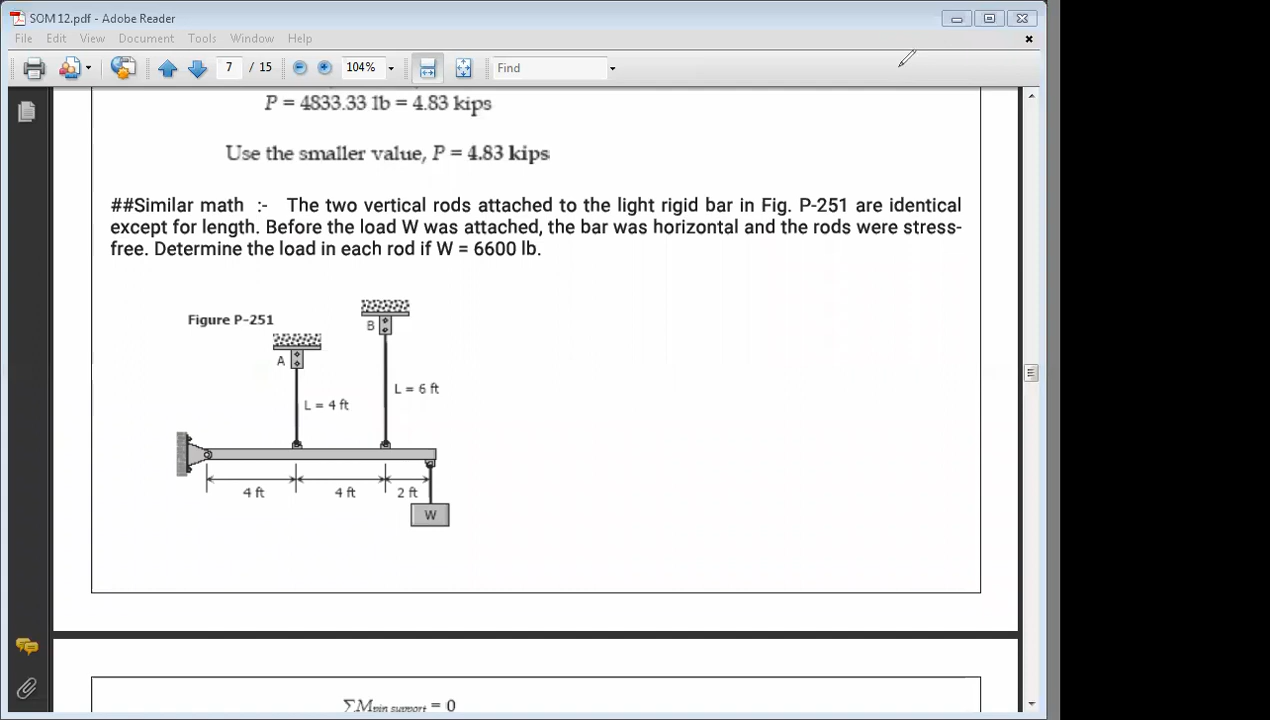 SOM 12.pdf - Adobe Reader
File Edit View Document Tools Window Help
7 / 15 104% Find
P = 4833.33 lb = 4.83 kips
Use the smaller value, P = 4.83 kips
##Similar math :- The two vertical rods attached to the light rigid bar in Fig. P-251 are identical
except for length. Before the load W was attached, the bar was horizontal and the rods were stress-
free. Determine the load in each rod if W = 6600 lb.
Figure P-251
B
A
L = 6 ft
L = 4 ft
4 ft 4 ft 2 ft
W
ΣM pin support = 0